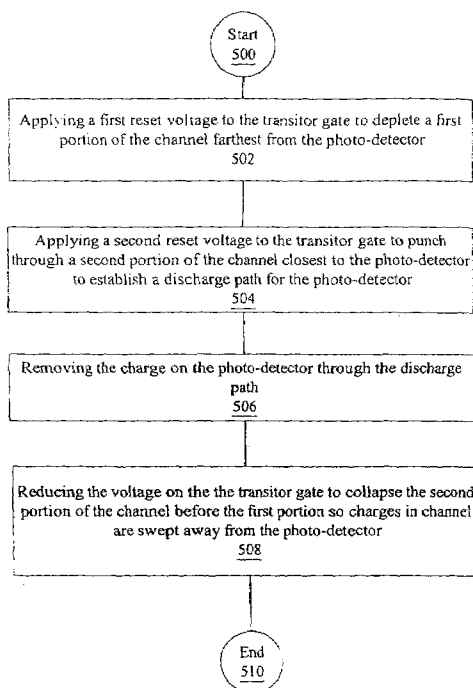 Start
500
Applying a first reset voltage to the transitor gate to deplete a first
portion of the channel farthest from the photo-detector
502
Applying a second reset voltage to the transitor gate to punch
through a second portion of the channel closest to the photo-detector
to establish a discharge path for the photo-detector
504
Removing the charge on the photo-detector through the discharge
path
506
Reducing the voltage on the the transitor gate to collapse the second
portion of the channel before the first portion so charges in channel
are swept away from the photo-detector
508
End
510